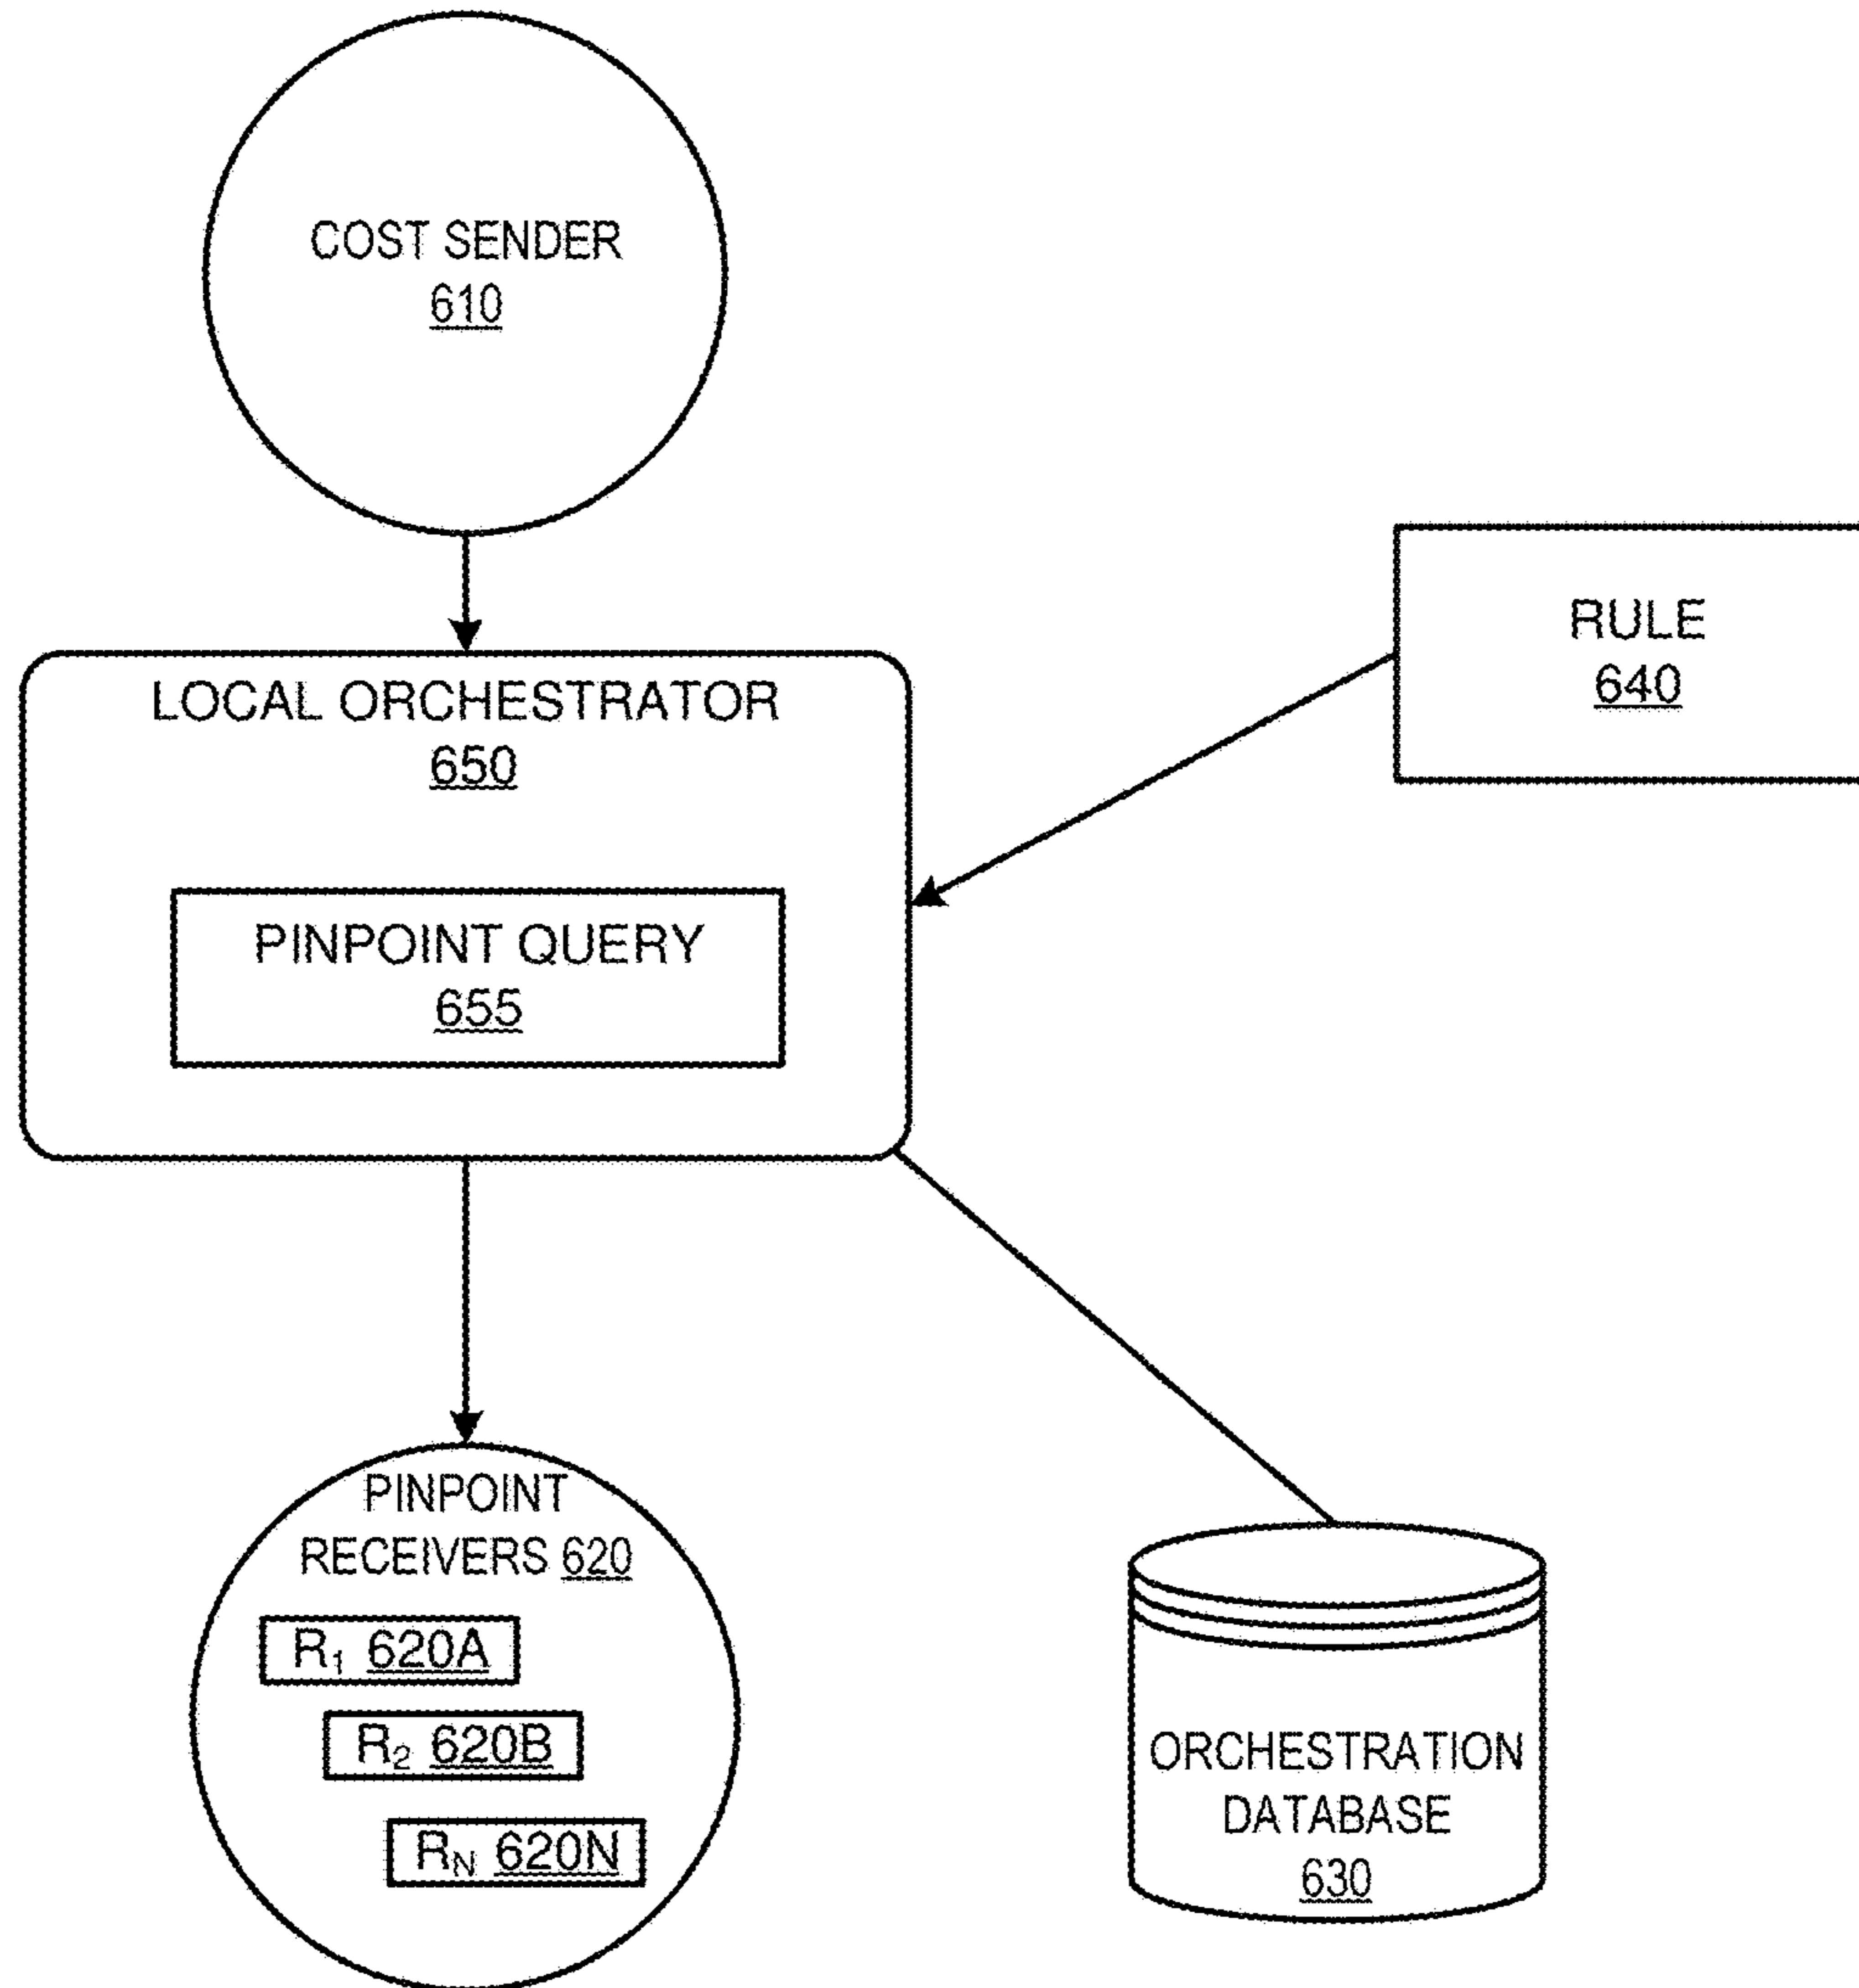 COST SENDER
610
RULE
640
LOCAL ORCHESTRATOR
650
PINPOINT QUERY
655
PINPOINT
RECEIVERS 620
R₁ 620A
R₂ 620B
R_N 620N
ORCHESTRATION
DATABASE
630